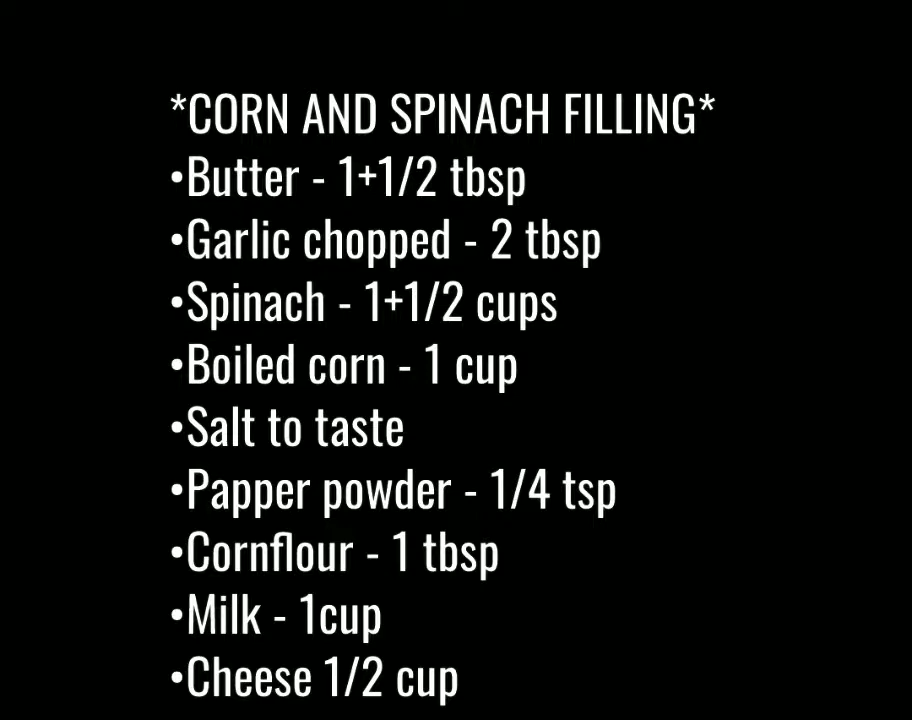 *CORN AND SPINACH FILLING*
•Butter - 1+1/2 tbsp
•Garlic chopped - 2 tbsp
•Spinach - 1+1/2 cups
•Boiled corn - 1 cup
•Salt to taste
•Papper powder - 1/4 tsp
•Cornflour - 1 tbsp
•Milk - 1cup
•Cheese 1/2 cup